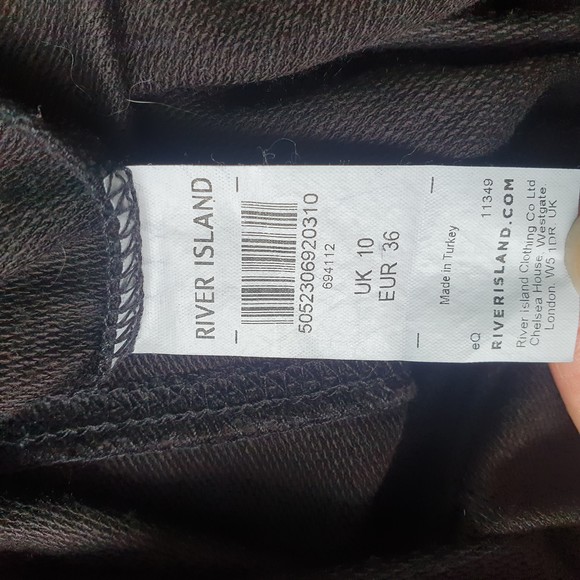 RIVER ISLAND
5052306920310
694112
UK 10
EUR 36
Made in Turkey
eQ 11349
RIVERISLAND.COM
River Island Clothing Co Ltd
Chelsea House, Westgate
London. W5 1DR UK